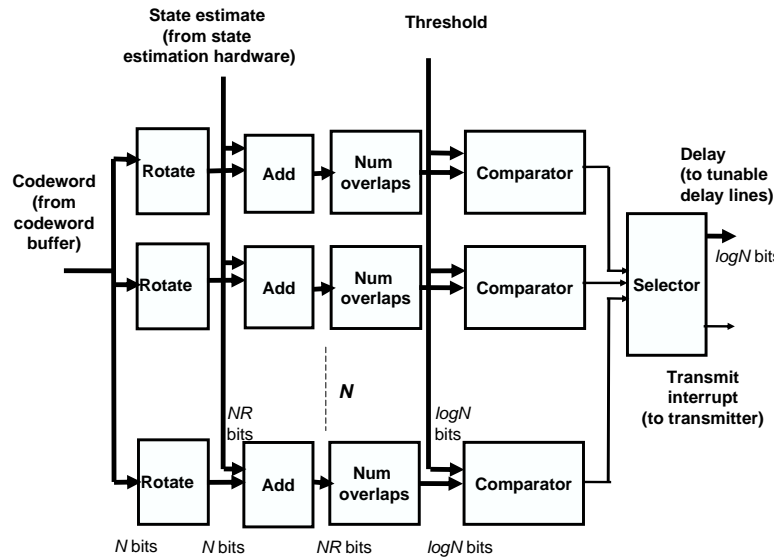 State estimate
(from state
estimation hardware)
Threshold
Codeword
(from
codeword
buffer)
Rotate
Add
Num
overlaps
Comparator
Delay
(to tunable
delay lines)
logN bits
Rotate
Add
Num
overlaps
Comparator
Selector
N
NR
bits
logN
bits
Transmit
interrupt
(to transmitter)
Rotate
Add
Num
overlaps
Comparator
N bits
N bits
NR bits
logN bits